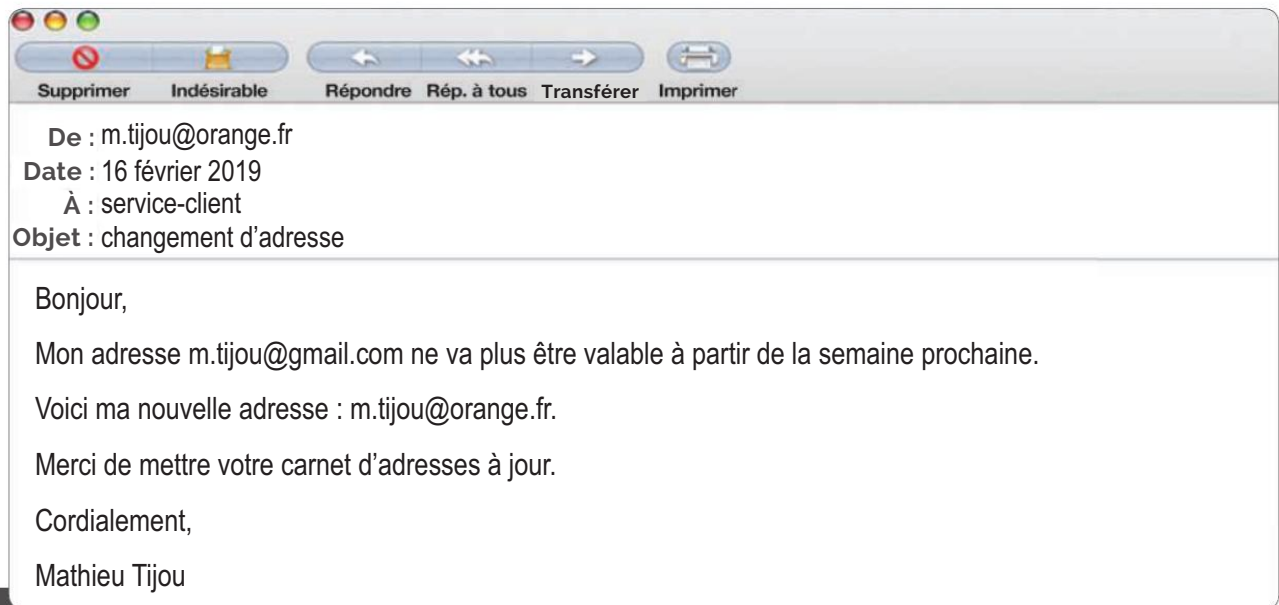 Supprimer Indésirable Répondre Rép. à tous Transférer Imprimer
De : m.tijou@orange.fr
Date : 16 février 2019
À : service-client
Objet : changement d’adresse
Bonjour,
Mon adresse m.tijou@gmail.com ne va plus être valable à partir de la semaine prochaine.
Voici ma nouvelle adresse : m.tijou@orange.fr.
Merci de mettre votre carnet d’adresses à jour.
Cordialement,
Mathieu Tijou